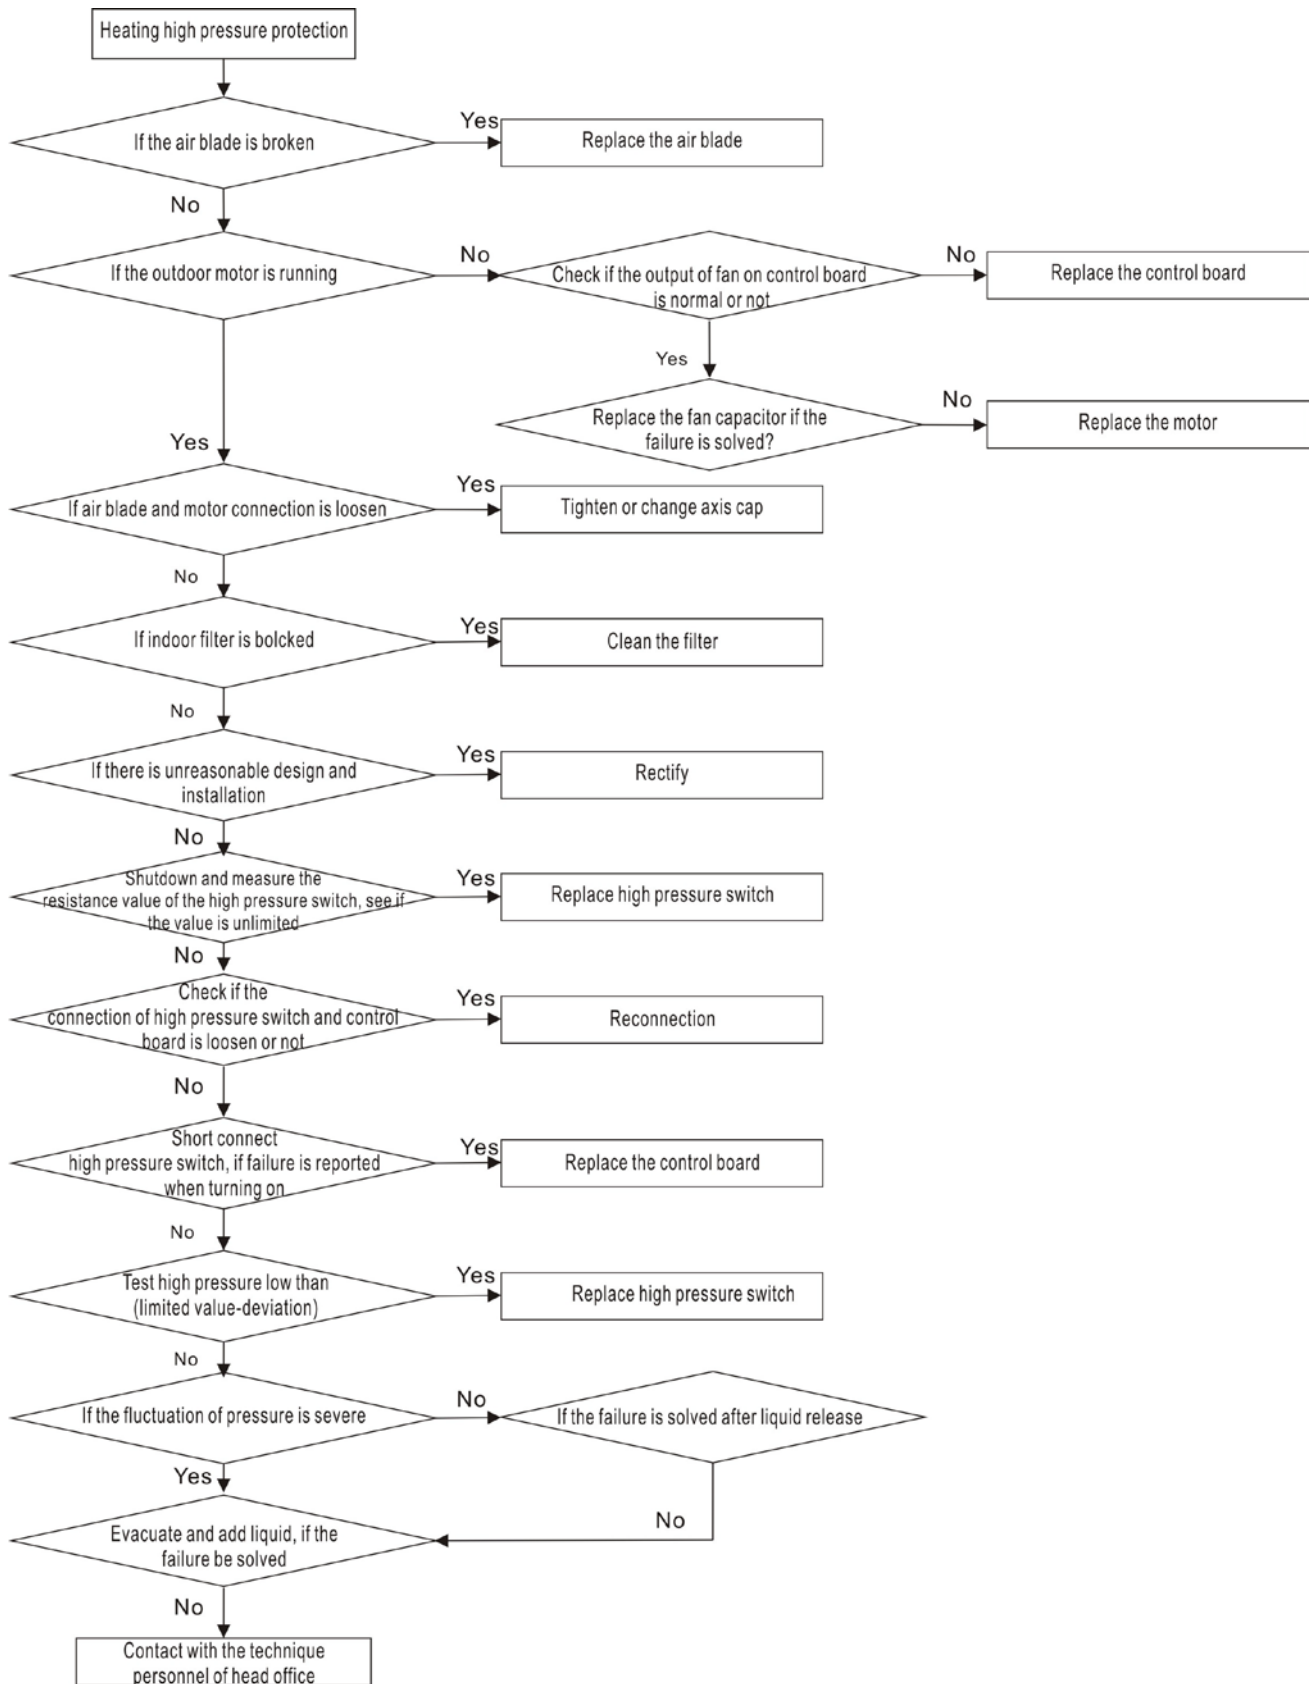 Heating high pressure protection
If the air blade is broken
Yes
Replace the air blade
No
If the outdoor motor is running
No
Check if the output of fan on control board
is normal or not
No
Replace the control board
Yes
Replace the fan capacitor if the
failure is solved?
No
Replace the motor
Yes
If air blade and motor connection is loosen
Yes
Tighten or change axis cap
No
If indoor filter is bolcked
Yes
Clean the filter
No
If there is unreasonable design and
installation
Yes
Rectify
No
Shutdown and measure the
resistance value of the high pressure switch, see if
the value is unlimited
Yes
Replace high pressure switch
No
Check if the
connection of high pressure switch and control
board is loosen or not
Yes
Reconnection
No
Short connect
high pressure switch, if failure is reported
when turning on
Yes
Replace the control board
No
Test high pressure low than
(limited value-deviation)
Yes
Replace high pressure switch
No
If the fluctuation of pressure is severe
No
If the failure is solved after liquid release
Yes
No
Evacuate and add liquid, if the
failure be solved
No
Contact with the technique
personnel of head office